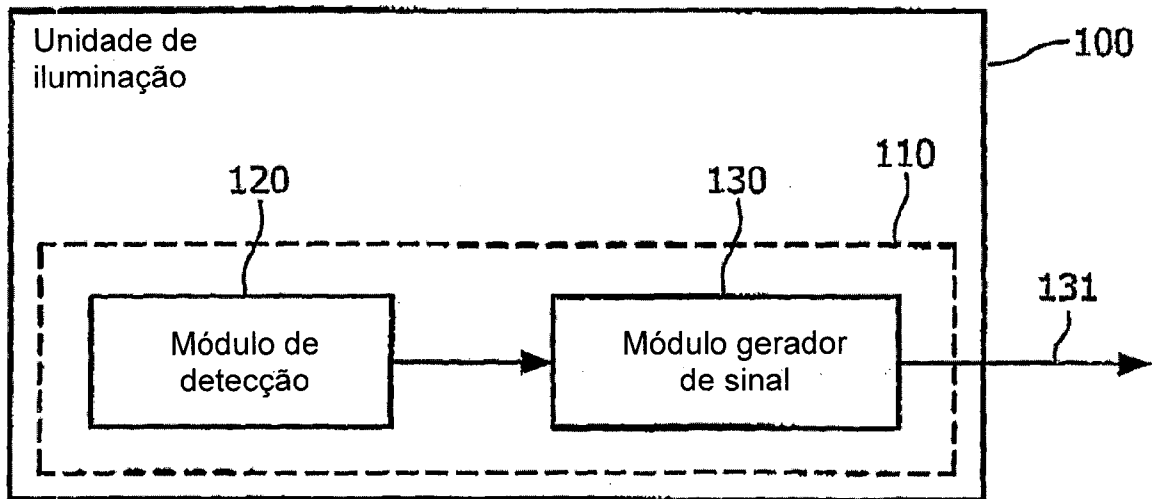 Unidade de
iluminação
100
110
120
130
131
Módulo de
detecção
Módulo gerador
de sinal